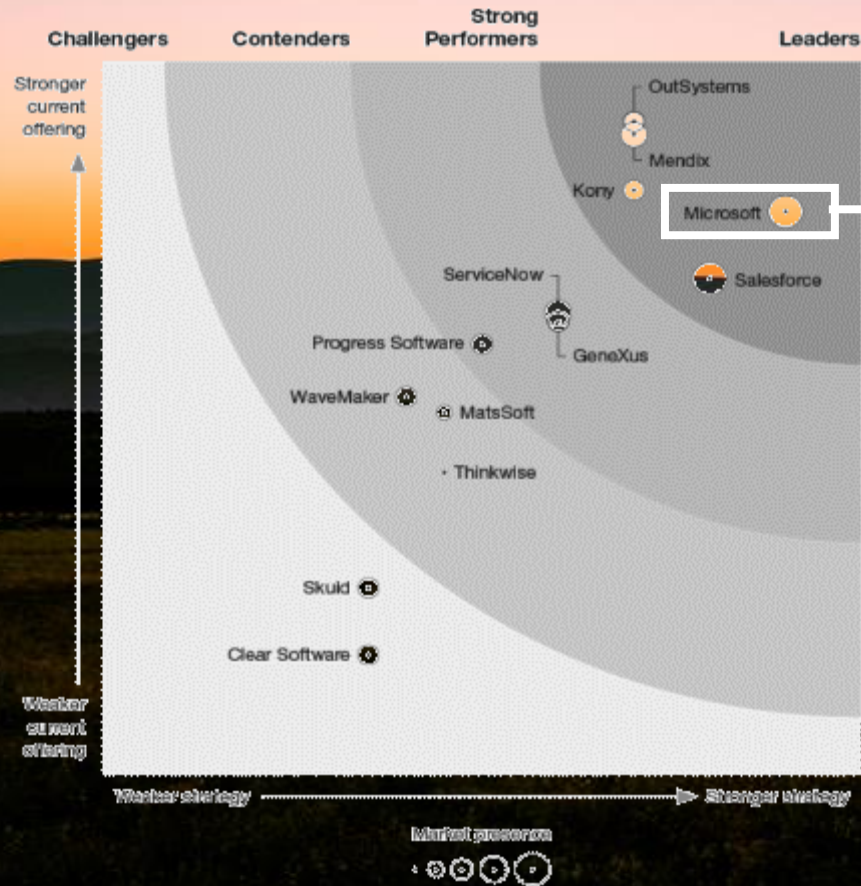 Challengers
Contenders
Strong
Performers
Leaders
Stronger
current
offering
OutSystems
Mendix
Kony
Microsoft
Salesforce
ServiceNow
GeneXus
Progress Software
WaveMaker
MatsSoft
Thinkwise
Skuid
Clear Software
Weaker
current
offering
Weaker strategy
Stronger strategy
Market presence